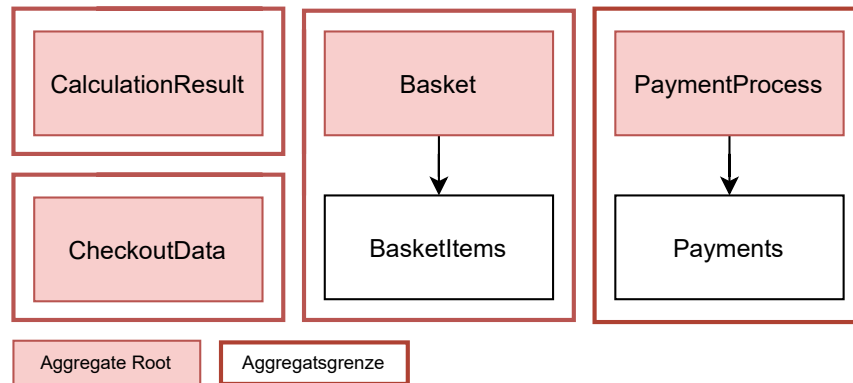 CalculationResult
Basket
PaymentProcess
CheckoutData
BasketItems
Payments
Aggregate Root
Aggregatsgrenze